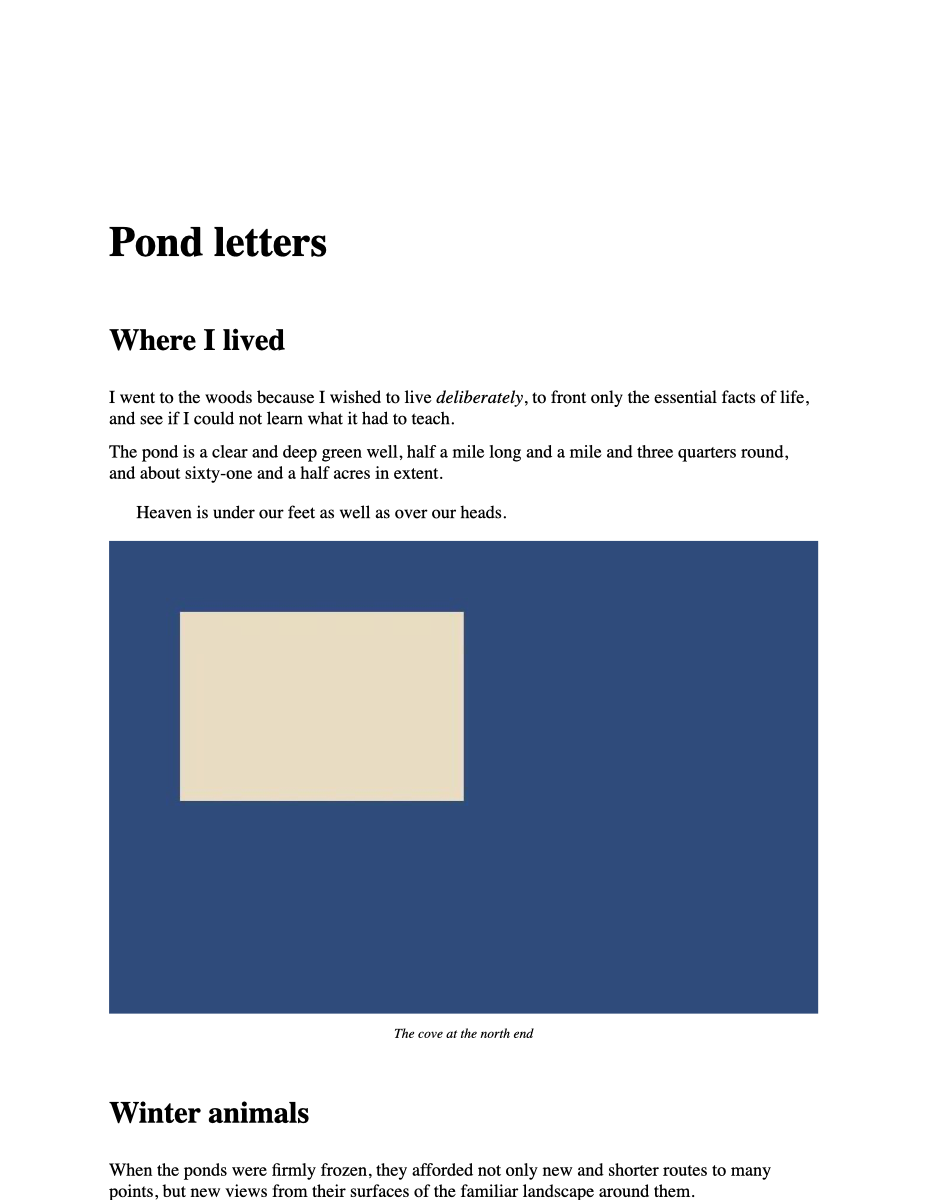 Pond letters
Where I lived
I went to the woods because I wished to live deliberately, to front only the essential facts of life,
and see if I could not learn what it had to teach.
The pond is a clear and deep green well, half a mile long and a mile and three quarters round,
and about sixty-one and a half acres in extent.
Heaven is under our feet as well as over our heads.
The cove at the north end
Winter animals
When the ponds were firmly frozen, they afforded not only new and shorter routes to many
points, but new views from their surfaces of the familiar landscape around them.